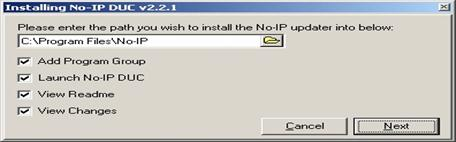 Installing No-IP DUC v2.2.1
Please enter the path you wish to install the No-IP updater into below:
C:\Program Files\No-IP
Add Program Group
Launch No-IP DUC
View Readme
View Changes
Cancel Next